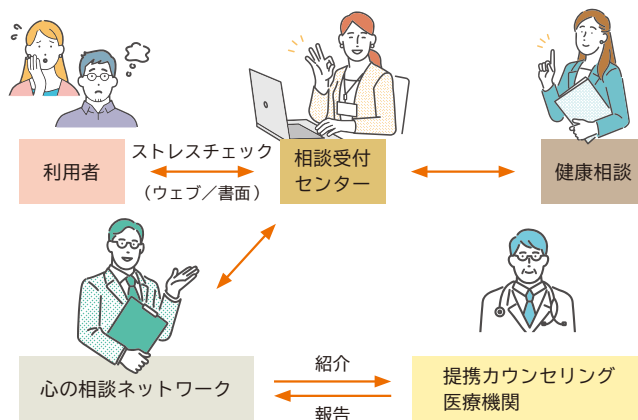 利用者
ストレスチェック
（ウェブ／書面）
相談受付
センター
健康相談
心の相談ネットワーク
紹介
報告
提携カウンセリング
医療機関